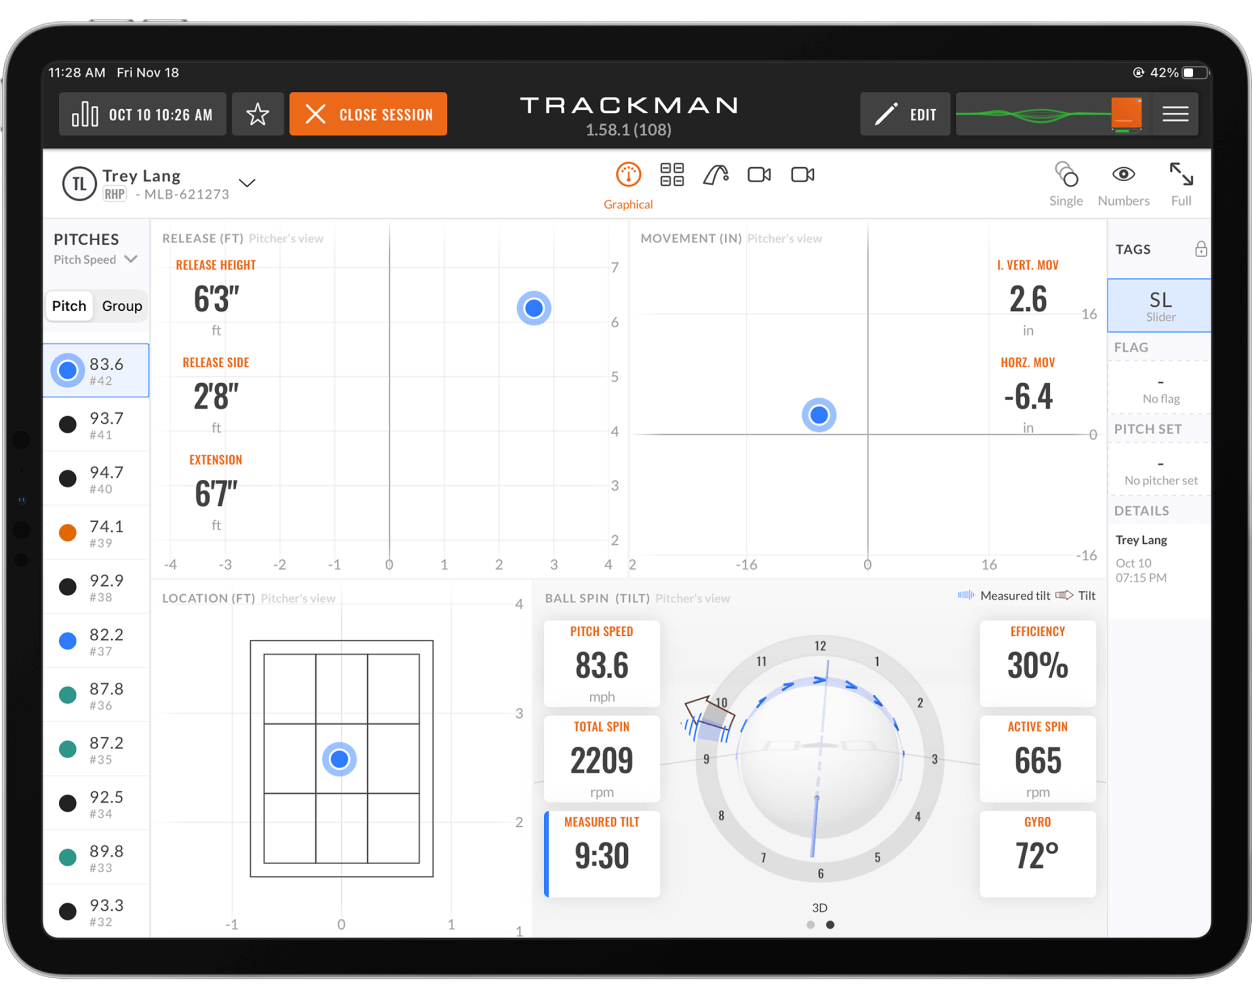 11:28 AM Fri Nov 18
42%
OCT 10 10:26 AM
CLOSE SESSION
TRACKMAN
1.58.1 (108)
EDIT
TL
Trey Lang
RHP - MLB-621273
Graphical
Single
Numbers
Full
PITCHES
Pitch Speed
Pitch Group
83.6
#42
93.7
#41
94.7
#40
74.1
#39
92.9
#38
82.2
#37
87.8
#36
87.2
#35
92.5
#34
89.8
#33
93.3
#32
RELEASE (FT) Pitcher's view
RELEASE HEIGHT
6'3"
ft
RELEASE SIDE
2'8"
ft
EXTENSION
6'7"
ft
7
6
5
4
3
2
-4 -3 -2 -1 0 1 2 3 4
MOVEMENT (IN) Pitcher's view
I. VERT. MOV
2.6
in
HORZ. MOV
-6.4
in
16
0
-16
2 -16 0 16
LOCATION (FT) Pitcher's view
4
3
2
1
-1 0 1
BALL SPIN (TILT) Pitcher's view
Measured tilt Tilt
PITCH SPEED
83.6
mph
TOTAL SPIN
2209
rpm
MEASURED TILT
9:30
12
1
2
3
4
5
6
7
8
9
10
11
3D
EFFICIENCY
30%
ACTIVE SPIN
665
rpm
GYRO
72°
TAGS
SL
Slider
FLAG
-
No flag
PITCH SET
-
No pitcher set
DETAILS
Trey Lang
Oct 10
07:15 PM